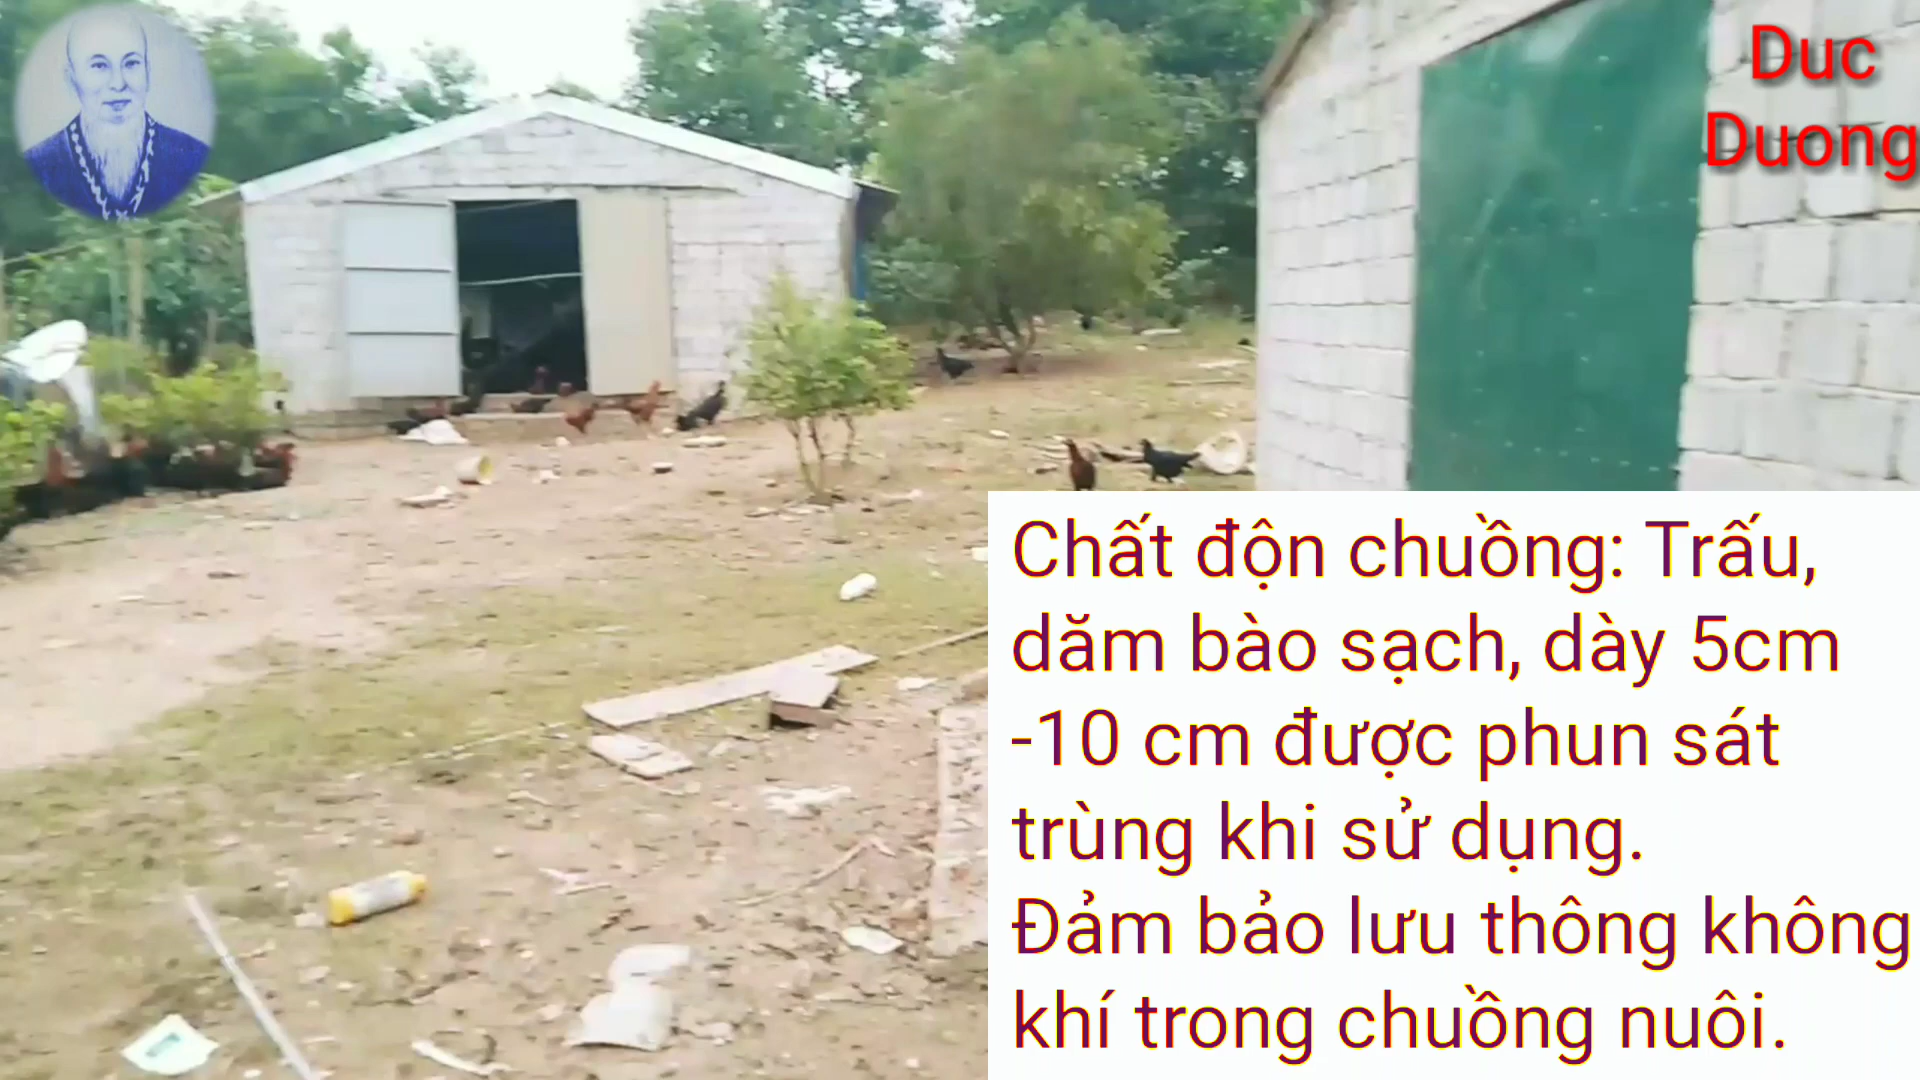 Duc
Duong
Chất độn chuồng: Trấu,
dăm bào sạch, dày 5cm
-10 cm được phun sát
trùng khi sử dụng.
Đảm bảo lưu thông không
khí trong chuồng nuôi.